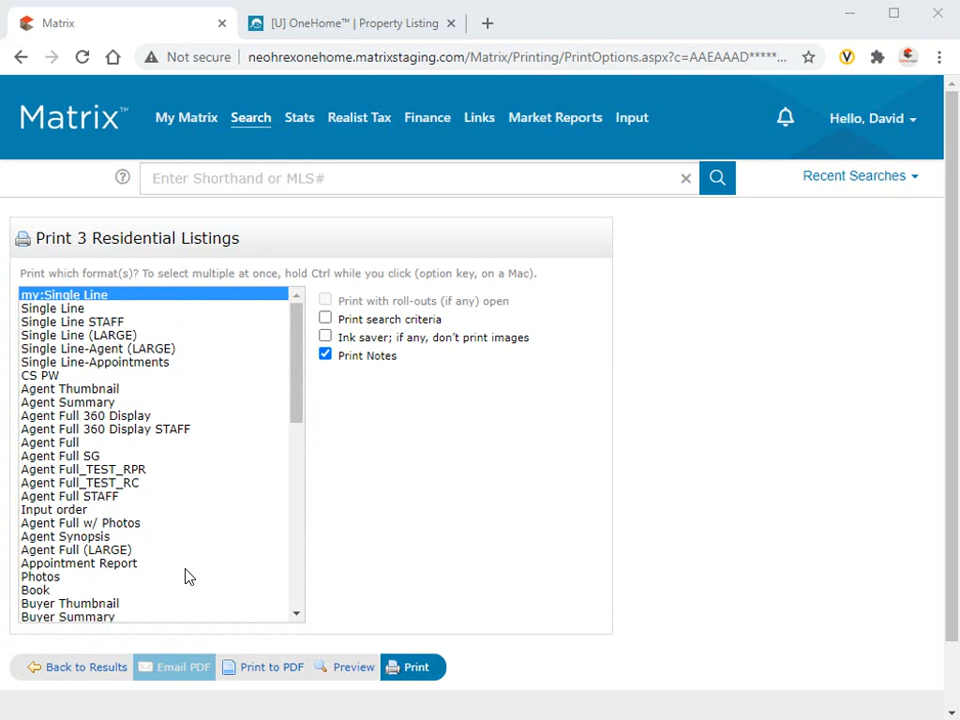 Matrix
[U] OneHome™ | Property Listing
Not secure
neohrexonehome.matrixstaging.com/Matrix/Printing/PrintOptions.aspx?c=AAEAAAD*****...
Matrix™
My Matrix Search Stats Realist Tax Finance Links Market Reports Input
Hello, David
Enter Shorthand or MLS#
Recent Searches
Print 3 Residential Listings
Print which format(s)? To select multiple at once, hold Ctrl while you click (option key, on a Mac).
my:Single Line
Single Line
Single Line STAFF
Single Line (LARGE)
Single Line-Agent (LARGE)
Single Line-Appointments
CS PW
Agent Thumbnail
Agent Summary
Agent Full 360 Display
Agent Full 360 Display STAFF
Agent Full
Agent Full SG
Agent Full_TEST_RPR
Agent Full_TEST_RC
Agent Full STAFF
Input order
Agent Full w/ Photos
Agent Synopsis
Agent Full (LARGE)
Appointment Report
Photos
Book
Buyer Thumbnail
Buyer Summary
Print with roll-outs (if any) open
Print search criteria
Ink saver; if any, don't print images
Print Notes
Back to Results
Email PDF
Print to PDF
Preview
Print